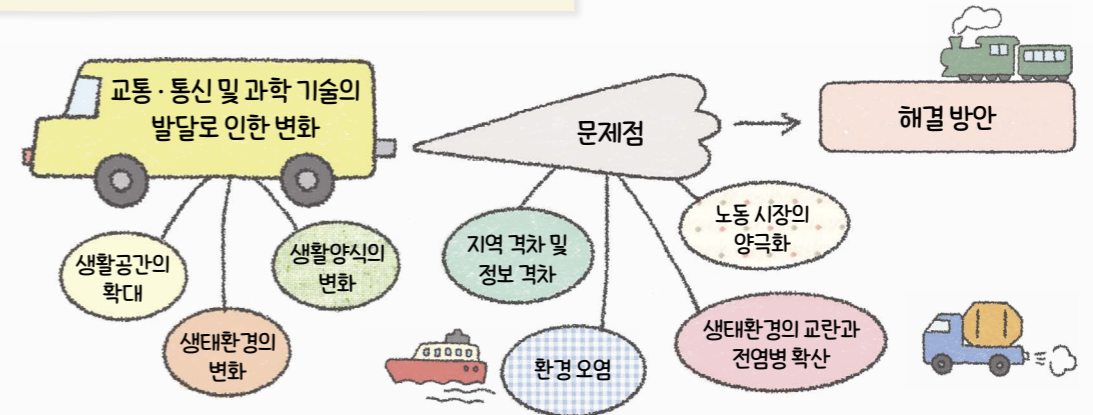 교통·통신 및 과학 기술의
발달로 인한 변화
생활공간의
확대
생태환경의
변화
생활양식의
변화
문제점
지역 격차 및
정보 격차
환경 오염
생태환경의 교란과
전염병 확산
노동 시장의
양극화
해결 방안